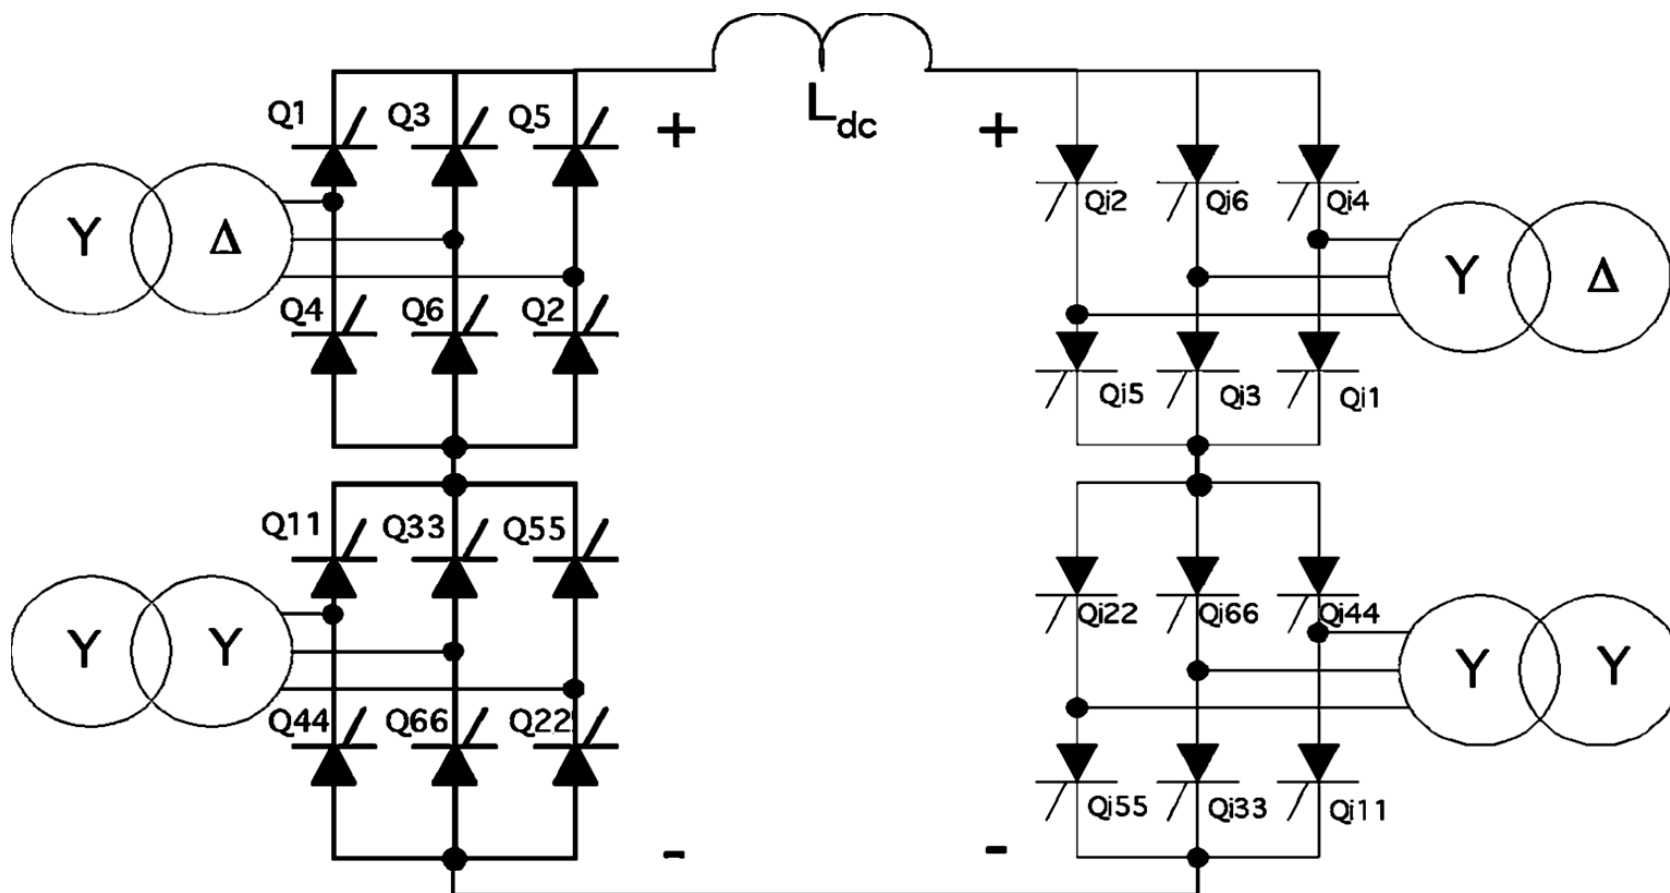 Q1 Q3 Q5
+ L_dc +
Y Δ
Qi2 Qi6 Qi4
Y Δ
Q4 Q6 Q2
Qi5 Qi3 Qi1
Q11 Q33 Q55
Qi22 Qi66 Qi44
Y Y
Y Y
Q44 Q66 Q22
Qi55 Qi33 Qi11
- -